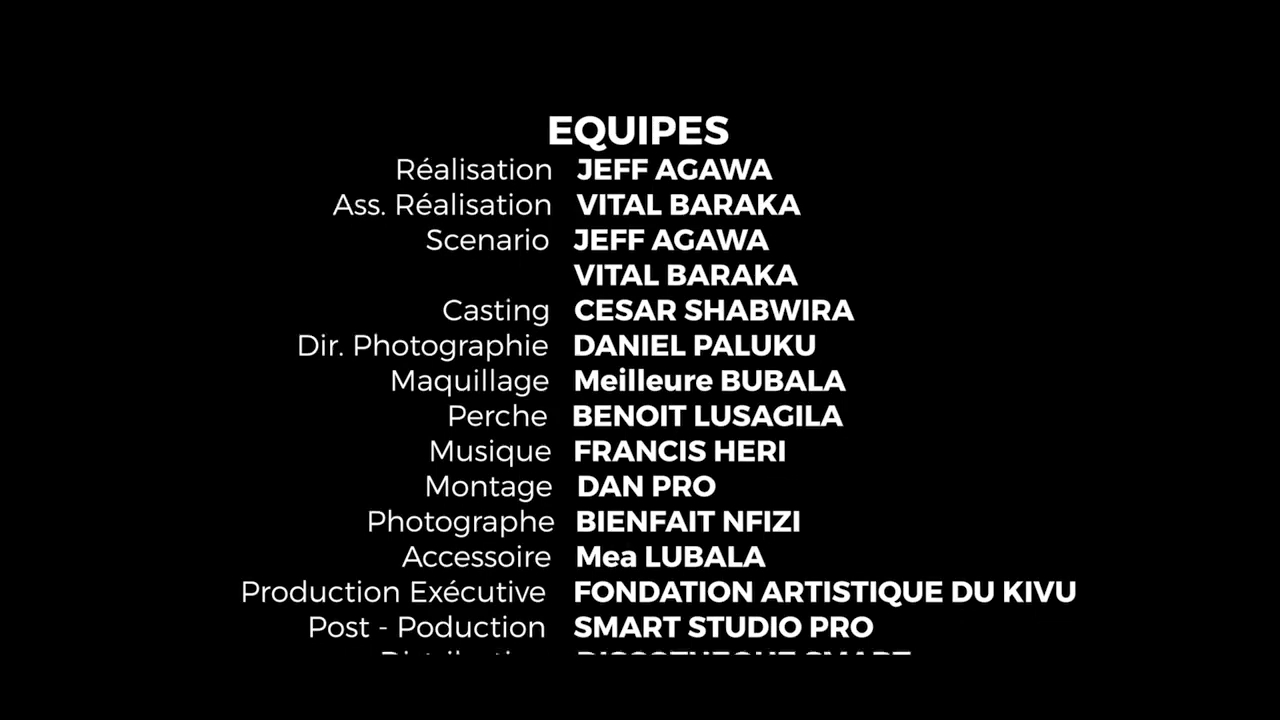 EQUIPES
Réalisation JEFF AGAWA
Ass. Réalisation VITAL BARAKA
Scenario JEFF AGAWA
VITAL BARAKA
Casting CESAR SHABWIRA
Dir. Photographie DANIEL PALUKU
Maquillage Meilleure BUBALA
Perche BENOIT LUSAGILA
Musique FRANCIS HERI
Montage DAN PRO
Photographe BIENFAIT NFIZI
Accessoire Mea LUBALA
Production Exécutive FONDATION ARTISTIQUE DU KIVU
Post - Poduction SMART STUDIO PRO